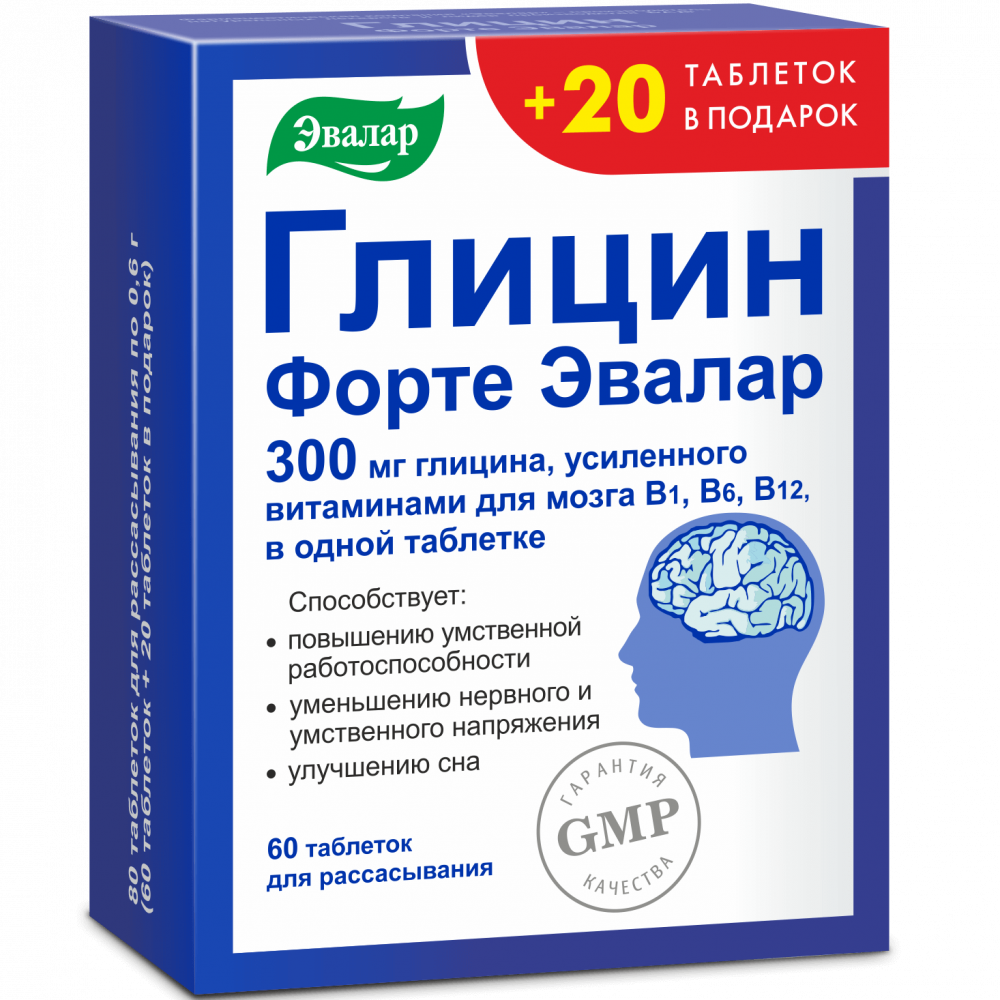 Эвалар
+20 ТАБЛЕТОК
В ПОДАРОК
Глицин
Форте Эвалар
300 мг глицина, усиленного
витаминами для мозга B1, B6, B12,
в одной таблетке
Способствует:
• повышению умственной
работоспособности
• уменьшению нервного и
умственного напряжения
• улучшению сна
60 таблеток
для рассасывания
ГАРАНТИЯ
GMP
КАЧЕСТВА
80 таблеток для рассасывания по 0,6 г
(60 таблеток + 20 таблеток в подарок)